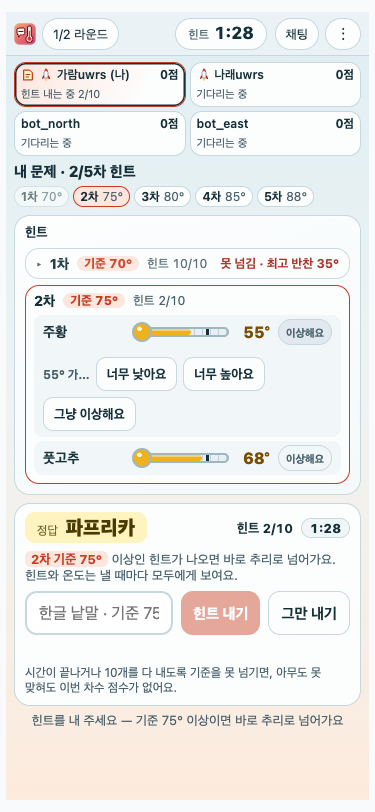 1/2 라운드 힌트 1:28 채팅
가람uwrs (나) 0점 나래uwrs 0점
힌트 내는 중 2/10 기다리는 중
bot_north 0점 bot_east 0점
기다리는 중 기다리는 중
내 문제 · 2/5차 힌트
1차 70° 2차 75° 3차 80° 4차 85° 5차 88°
힌트
1차 기준 70° 힌트 10/10 못 넘김 · 최고 반찬 35°
2차 기준 75° 힌트 2/10
주황 55° 이상해요
55° 가... 너무 낮아요 너무 높아요
그냥 이상해요
풋고추 68° 이상해요
정답 파프리카 힌트 2/10 1:28
2차 기준 75° 이상인 힌트가 나오면 바로 추리로 넘어가요.
힌트와 온도는 낼 때마다 모두에게 보여요.
한글 낱말 · 기준 75 힌트 내기 그만 내기
시간이 끝나거나 10개를 다 내도록 기준을 못 넘기면, 아무도 못
맞혀도 이번 차수 점수가 없어요.
힌트를 내 주세요 — 기준 75° 이상이면 바로 추리로 넘어가요